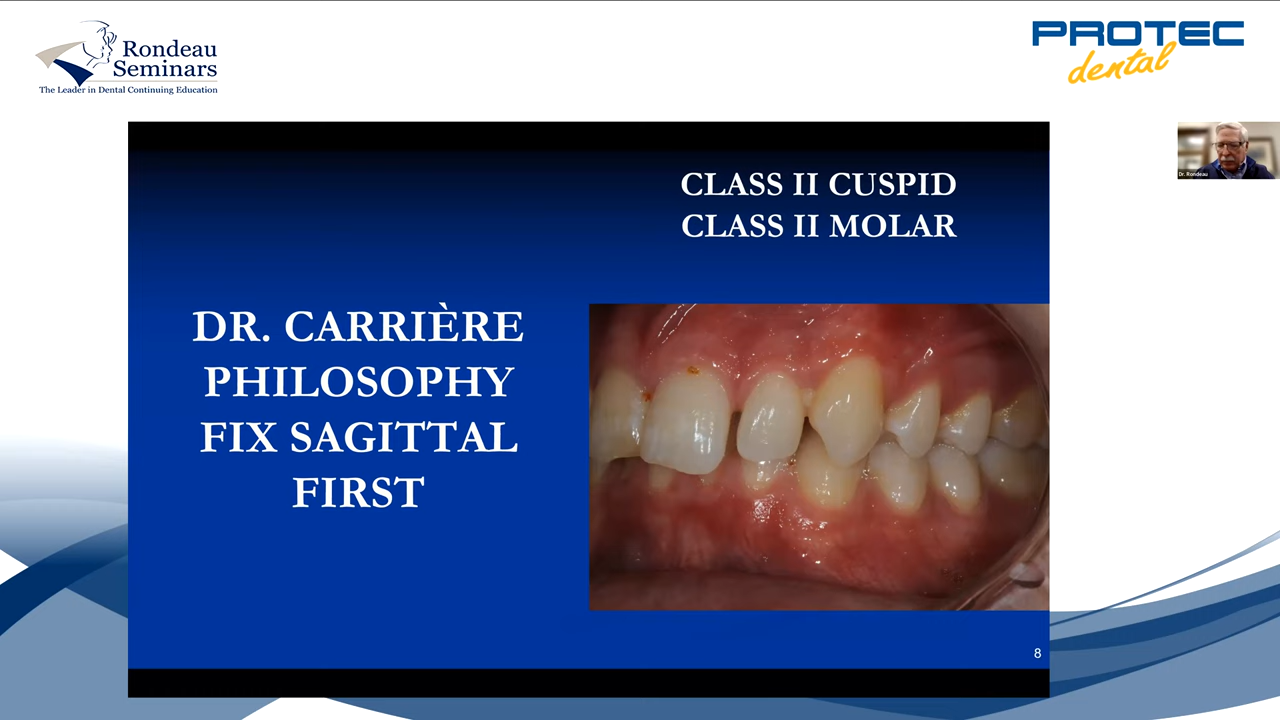 Rondeau
Seminars
The Leader in Dental Continuing Education
PROTEC
dental
Dr. Rondeau
CLASS II CUSPID
CLASS II MOLAR
DR. CARRIÈRE
PHILOSOPHY
FIX SAGITTAL
FIRST
8